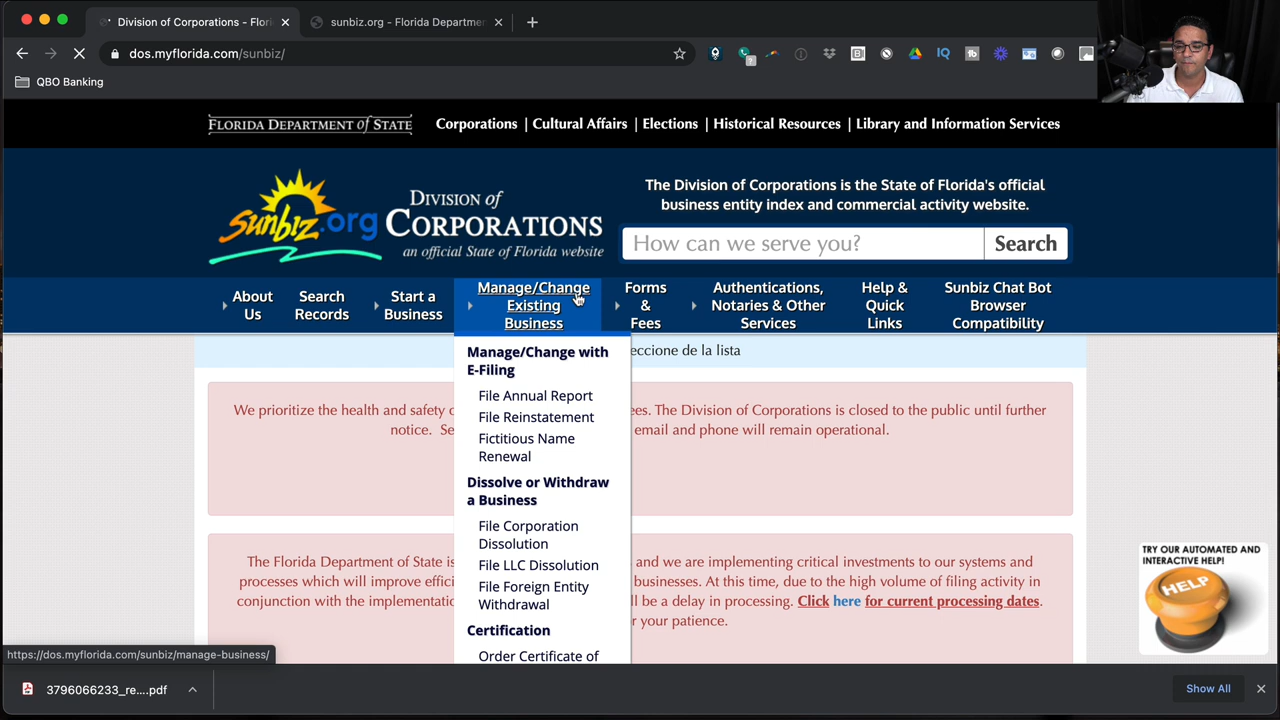 Division of Corporations - Flori
sunbiz.org - Florida Departmen
dos.myflorida.com/sunbiz/
QBO Banking
FLORIDA DEPARTMENT of STATE
Corporations | Cultural Affairs | Elections | Historical Resources | Library and Information Services
sunbiz.org
DIVISION of
CORPORATIONS
an official State of Florida website
The Division of Corporations is the State of Florida's official
business entity index and commercial activity website.
How can we serve you?
Search
About
Us
Search
Records
Start a
Business
Manage/Change
Existing
Business
Forms
&
Fees
Authentications,
Notaries & Other
Services
Help &
Quick
Links
Sunbiz Chat Bot
Browser
Compatibility
eccione de la lista
Manage/Change with
E-Filing
File Annual Report
File Reinstatement
Fictitious Name
Renewal
Dissolve or Withdraw
a Business
File Corporation
Dissolution
File LLC Dissolution
File Foreign Entity
Withdrawal
Certification
Order Certificate of
We prioritize the health and safety ees. The Division of Corporations is closed to the public until further
notice. Se email and phone will remain operational.
The Florida Department of State is and we are implementing critical investments to our systems and
processes which will improve effici businesses. At this time, due to the high volume of filing activity in
conjunction with the implementatio ll be a delay in processing. Click here for current processing dates.
r your patience.
TRY OUR AUTOMATED AND
INTERACTIVE HELP!
HELP
https://dos.myflorida.com/sunbiz/manage-business/
3796066233_re....pdf
Show All